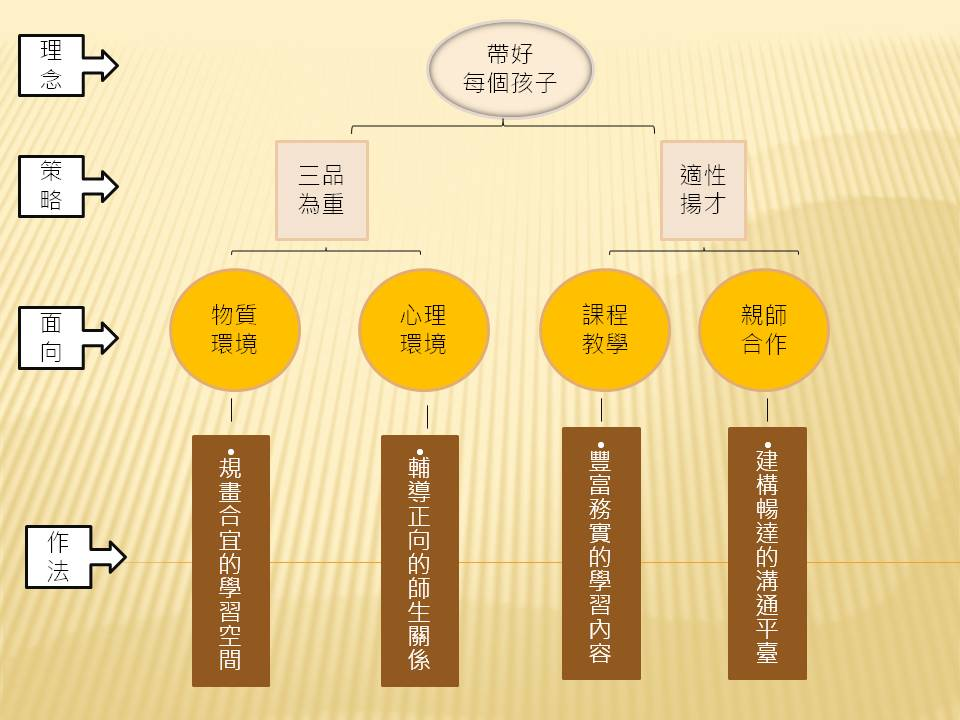 理
念
帶好
每個孩子
策
略
三品
為重
適性
揚才
面
向
物質
環境
心理
環境
課程
教學
親師
合作
作
法
•規畫合宜的學習空間
•輔導正向的師生關係
•豐富務實的學習內容
•建構暢達的溝通平臺